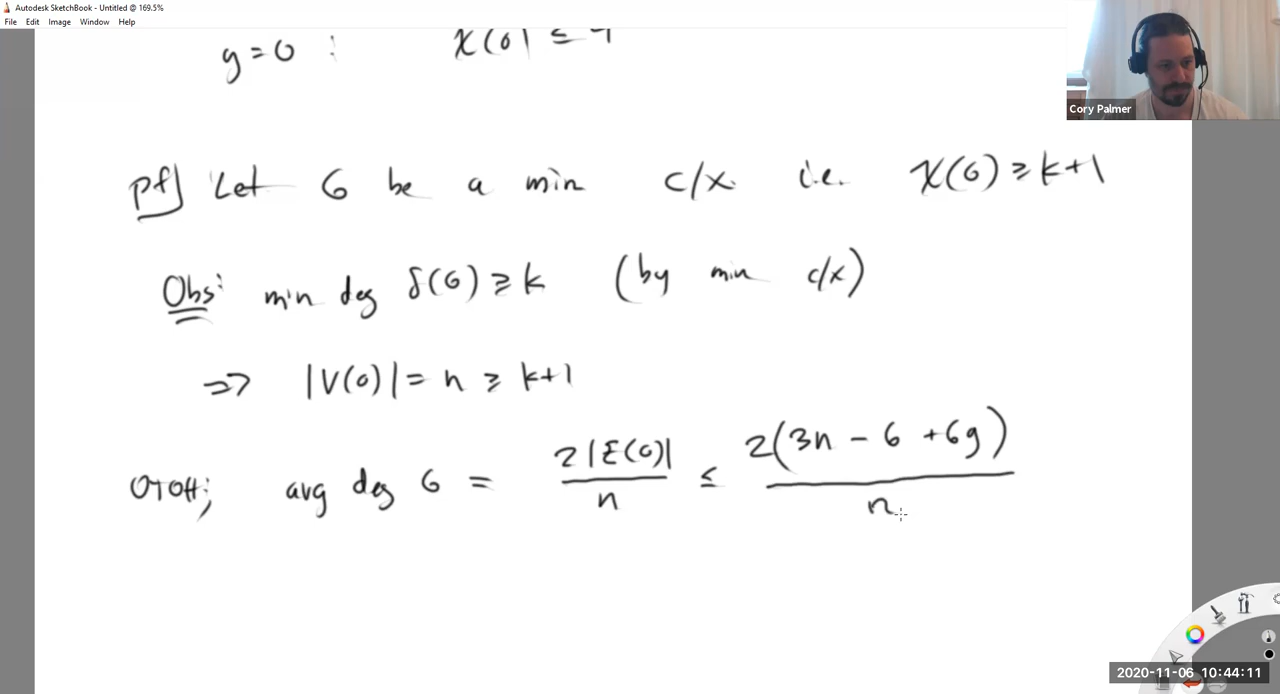 Autodesk SketchBook - Untitled @ 169.5%
File Edit Image Window Help
g = 0 : χ(G) ≤ 4
Cory Palmer
pf] Let G be a min c/x. i.e. χ(G) ≥ k+1
Obs: min deg δ(G) ≥ k (by min c/x)
⇒ |V(G)| = n ≥ k+1
OTOH; avg deg G = 2|E(G)| / n ≤ 2(3n - 6 + 6g) / n
2020-11-06 10:44:11